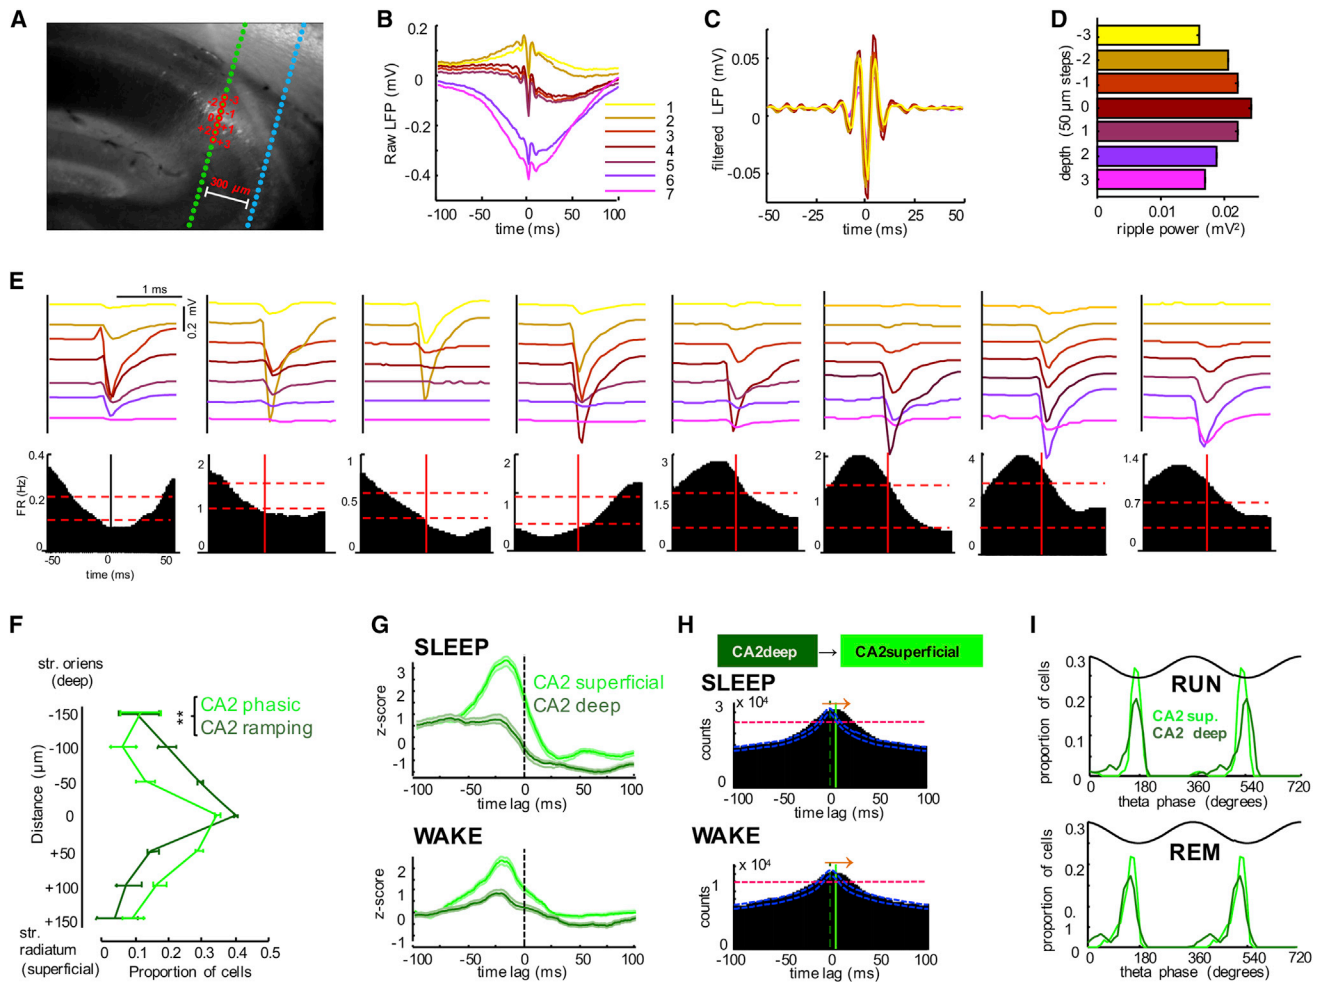 A
300 µm
B
0.2
0
-0.2
-0.4
Raw LFP (mV)
-100
-50
0
50
100
time (ms)
1
2
3
4
5
6
7
C
0.05
0
-0.05
filtered LFP (mV)
-50
-25
0
25
50
time (ms)
D
depth (50 µm steps)
-3
-2
-1
0
1
2
3
0
0.01
0.02
ripple power (mV²)
E
1 ms
0.2 mV
FR (Hz)
0.4
0.2
0
-50
0
50
time (ms)
2
1
0
1
0.5
0
2
1
0
3
1.5
0
2
1
0
4
2
0
1.4
0.7
0
F
str. oriens
(deep)
CA2 phasic
CA2 ramping
**
Distance (µm)
-150
-100
-50
0
+50
+100
+150
str.
radiatum
(superficial)
0
0.1
0.2
0.3
0.4
0.5
Proportion of cells
G
SLEEP
CA2 superficial
CA2 deep
z-score
3
2
1
0
-1
-100
-50
0
50
100
time lag (ms)
WAKE
z-score
2
1
0
-1
-100
-50
0
50
100
time lag (ms)
H
CA2deep → CA2superficial
SLEEP
x 10⁴
3
0
counts
-100
-50
0
50
100
time lag (ms)
WAKE
x 10⁴
1
0
counts
-100
-50
0
50
100
time lag (ms)
I
RUN
CA2 sup.
CA2 deep
proportion of cells
0.3
0.2
0.1
0
0
180
360
540
720
theta phase (degrees)
REM
proportion of cells
0.3
0.2
0.
0
0
180
360
540
720
theta phase (degrees)